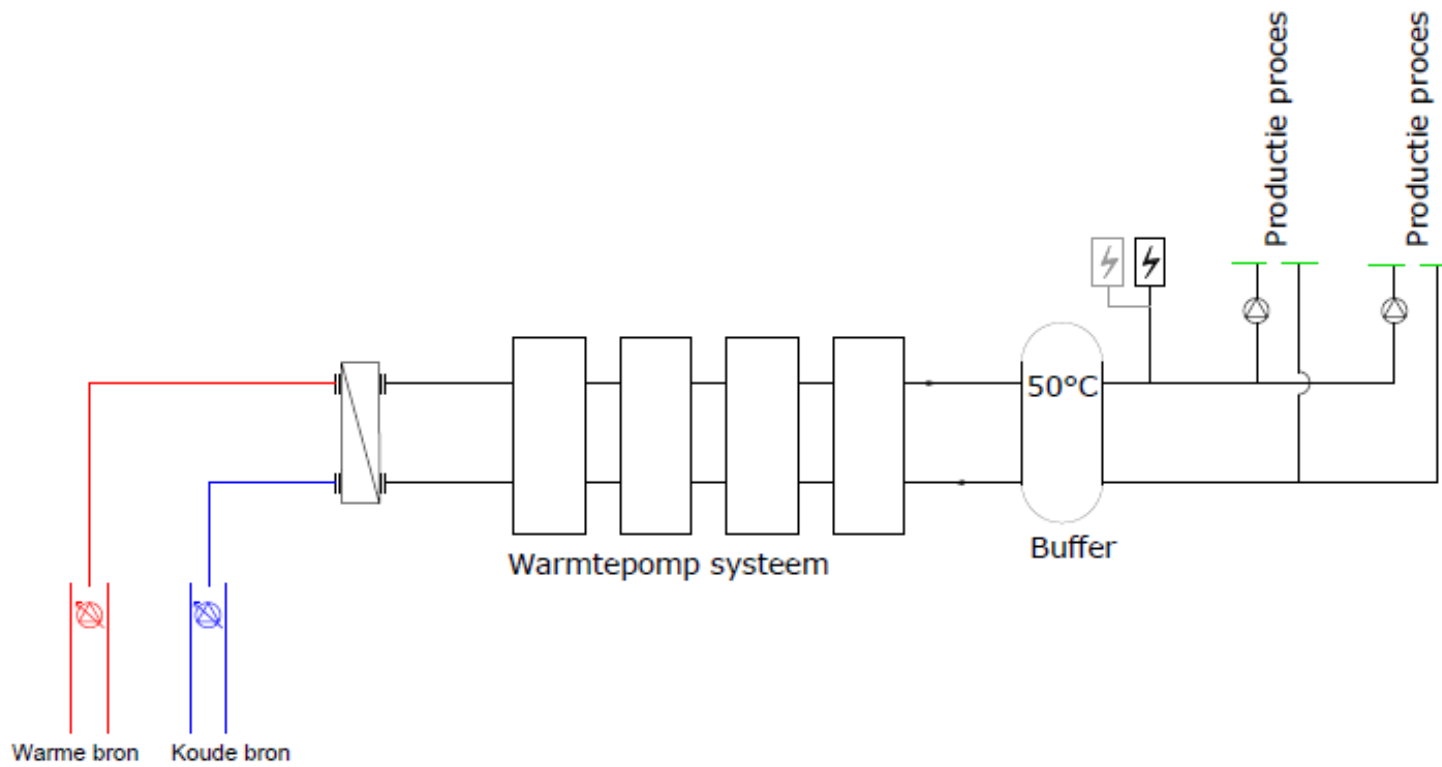 Productie proces
Productie proces
50°C
Warmtepomp systeem
Buffer
Warme bron
Koude bron